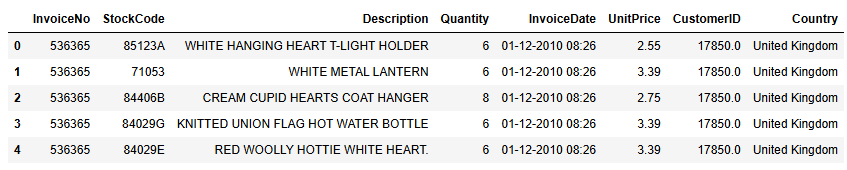 InvoiceNo StockCode Description Quantity InvoiceDate UnitPrice CustomerID Country
0 536365 85123A WHITE HANGING HEART T-LIGHT HOLDER 6 01-12-2010 08:26 2.55 17850.0 United Kingdom
1 536365 71053 WHITE METAL LANTERN 6 01-12-2010 08:26 3.39 17850.0 United Kingdom
2 536365 84406B CREAM CUPID HEARTS COAT HANGER 8 01-12-2010 08:26 2.75 17850.0 United Kingdom
3 536365 84029G KNITTED UNION FLAG HOT WATER BOTTLE 6 01-12-2010 08:26 3.39 17850.0 United Kingdom
4 536365 84029E RED WOOLLY HOTTIE WHITE HEART. 6 01-12-2010 08:26 3.39 17850.0 United Kingdom